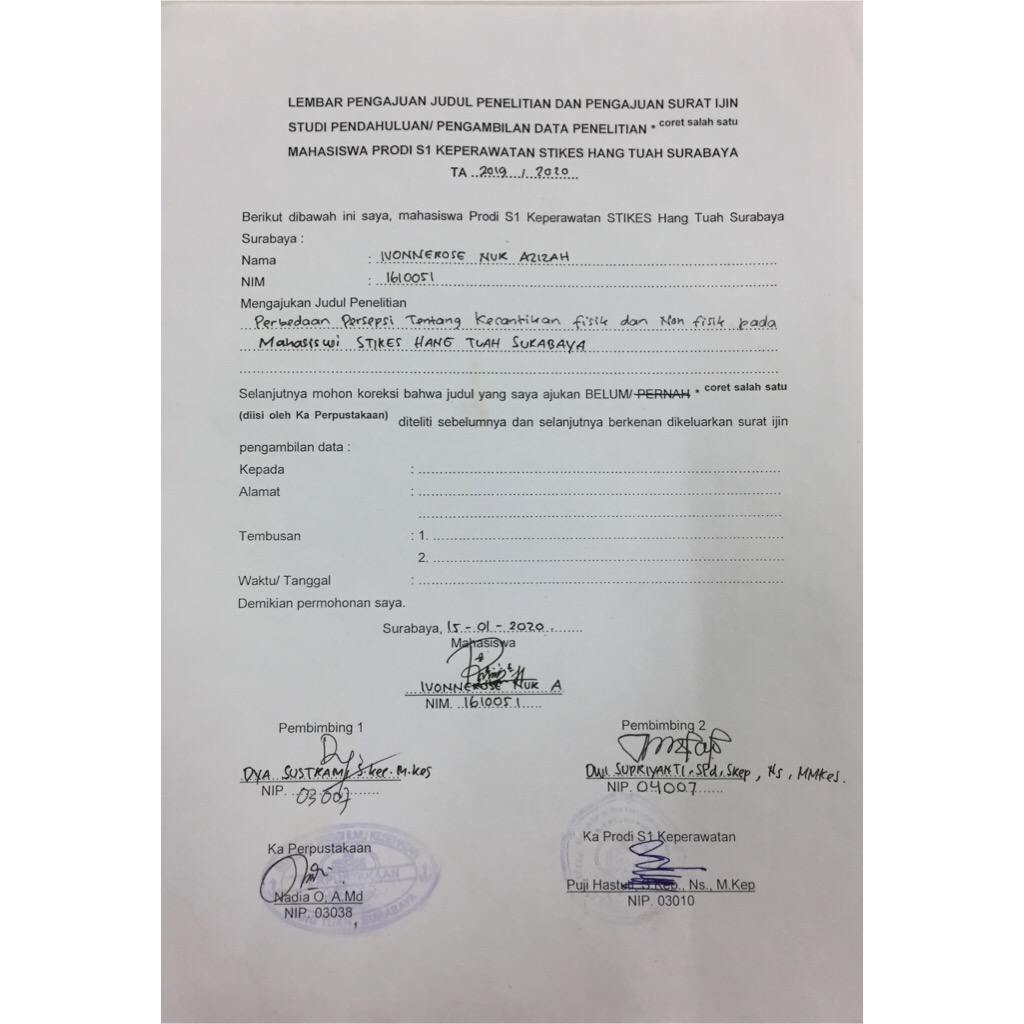 LEMBAR PENGAJUAN JUDUL PENELITIAN DAN PENGAJUAN SURAT IJIN
STUDI PENDAHULUAN/ PENGAMBILAN DATA PENELITIAN * coret salah satu
MAHASISWA PRODI S1 KEPERAWATAN STIKES HANG TUAH SURABAYA
TA ..2019../..2020..
Berikut dibawah ini saya, mahasiswa Prodi S1 Keperawatan STIKES Hang Tuah Surabaya
Surabaya :
Nama : IVONNEROSE NUR AZIZAH
NIM : 1610051
Mengajukan Judul Penelitian
Perbedaan Persepsi Tentang Kecantikan fisik dan Non fisik pada
Mahasiswi STIKES HANG TUAH SURABAYA
Selanjutnya mohon koreksi bahwa judul yang saya ajukan BELUM/ PERNAH * coret salah satu
(diisi oleh Ka Perpustakaan) diteliti sebelumnya dan selanjutnya berkenan dikeluarkan surat ijin
pengambilan data :
Kepada :
Alamat :
Tembusan : 1.
2.
Waktu/ Tanggal :
Demikian permohonan saya.
Surabaya, 15-01-2020
Mahasiswa
IVONNEROSE NUR A
NIM. 1610051
Pembimbing 1 Pembimbing 2
DYA SUSTRAMI, S.Kep.M.Kes DWI SUPRIYANTI, SPd, SKep, Ns, MMKes.
NIP. 03007 NIP. 04007
Ka Perpustakaan Ka Prodi S1 Keperawatan
Nadia O, A.Md Puji Hastuti, S.Kep., Ns., M.Kep
NIP. 03038 NIP. 03010